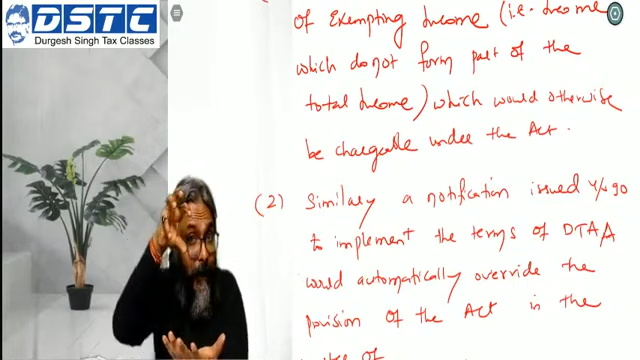 DSTC
Durgesh Singh Tax Classes
of Exempting Income (i.e. Income
which do not form part of the
total Income) which would otherwise
be chargeable under the Act.
(2) Similary a notification issued u/s 90
to implement the terms of DTAA
would automatically override the
provision of the Act in the
of